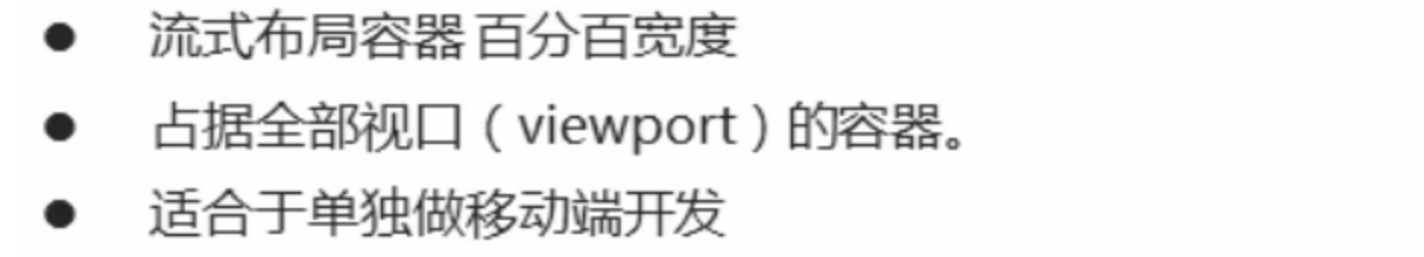 ● 流式布局容器 百分百宽度
● 占据全部视口（viewport）的容器。
● 适合于单独做移动端开发